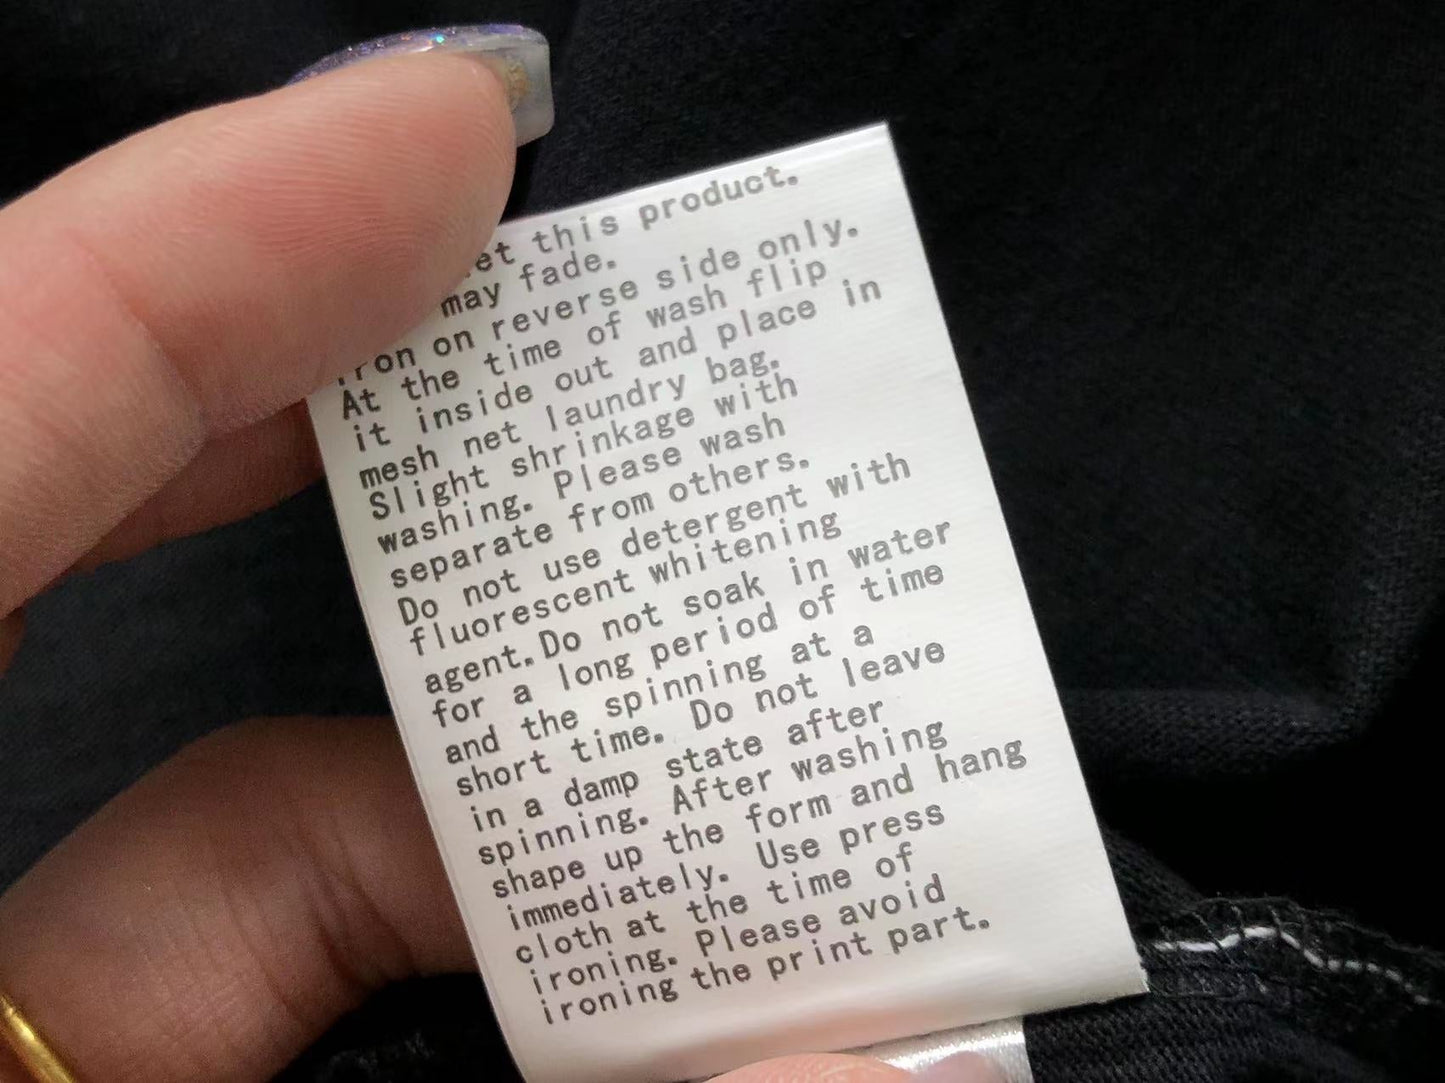 this product.
may fade.
on reverse side only.
At the time of wash flip
it inside out and place in
mesh net laundry bag.
Slight shrinkage with
washing. Please wash
separate from others.
Do not use detergent with
fluorescent whitening
agent. Do not soak in water
for a long period of time
and the spinning at a
short time. Do not leave
in a damp state after
spinning. After washing
shape up the form and hang
immediately. Use press
cloth at the time of
ironing. Please avoid
ironing the print part.